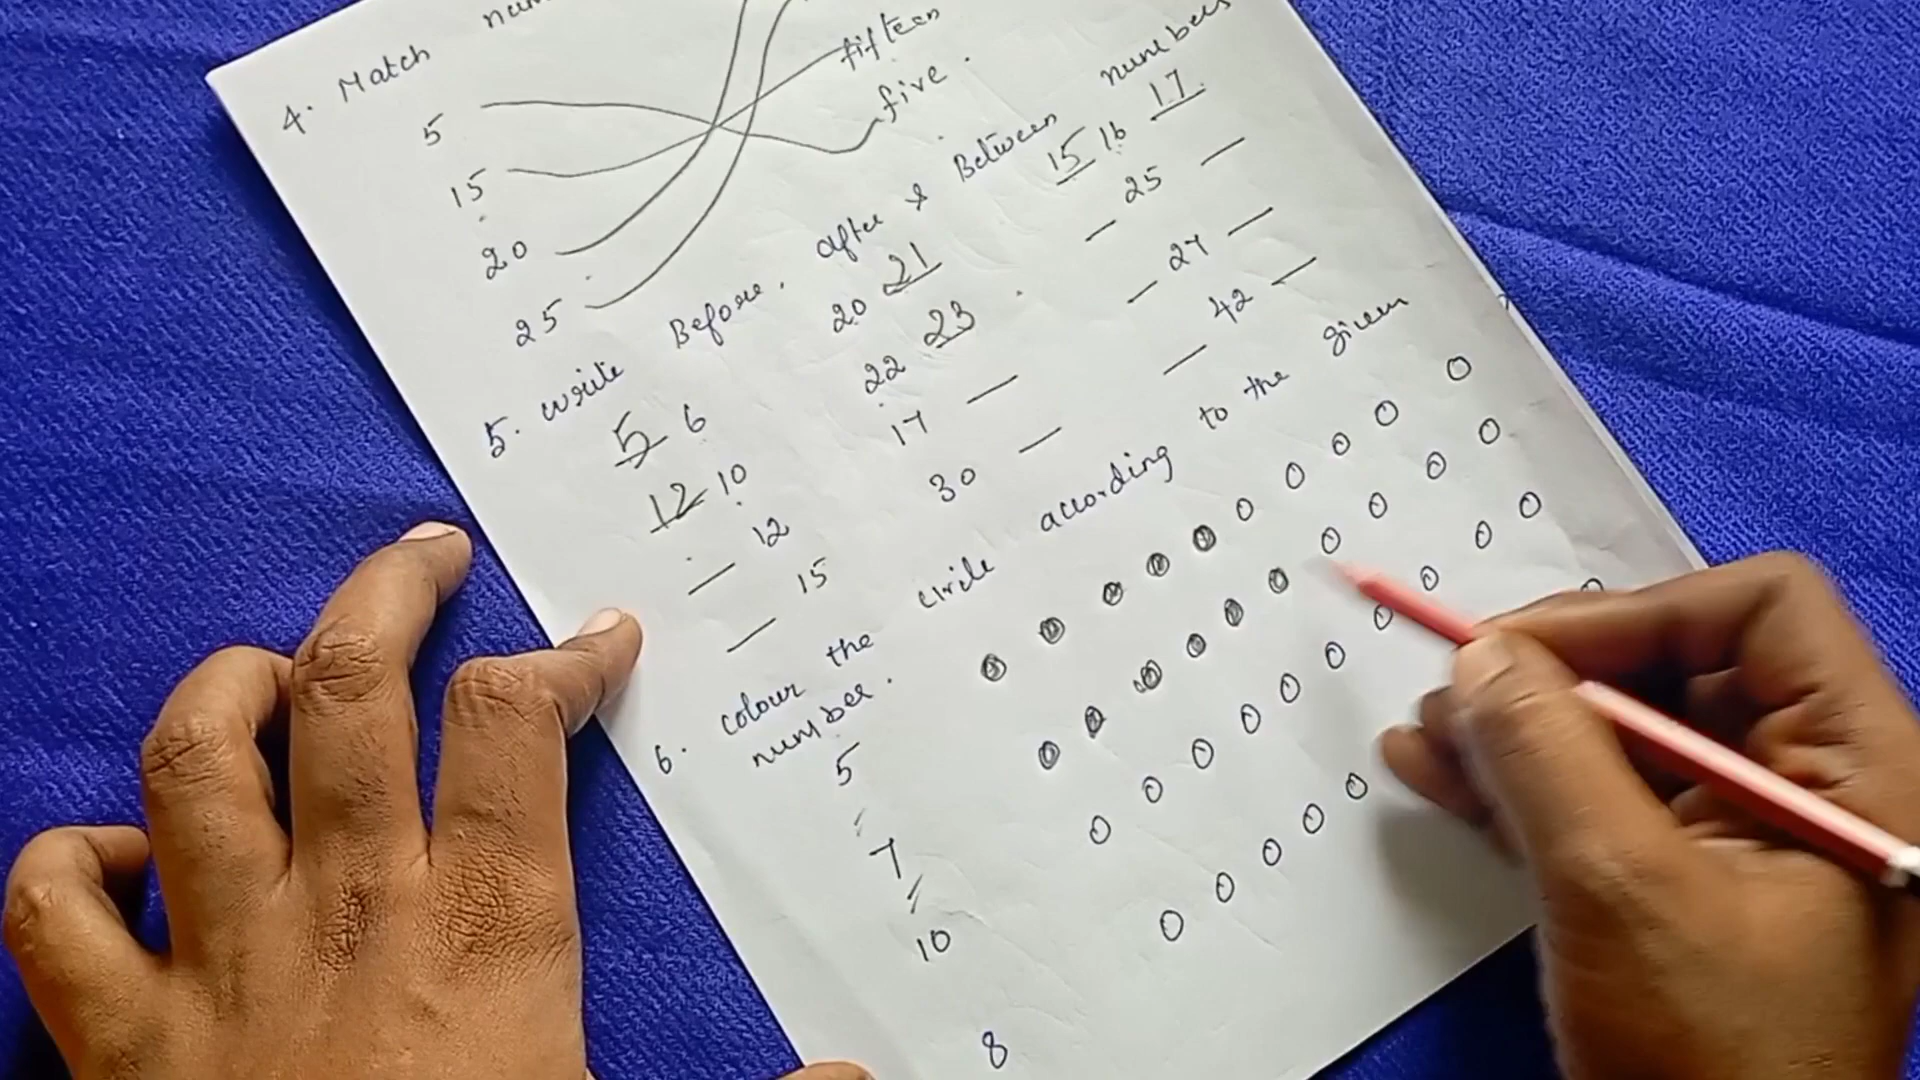 4. Match
5 fifteen
15 five.
20
25
5. write Before, after & Between numbers
5 6 20 21 15 16 17
12 10 22 23 25
12 17 27
15 30 42
6. colour the circle according to the given
number.
5
7
10
8